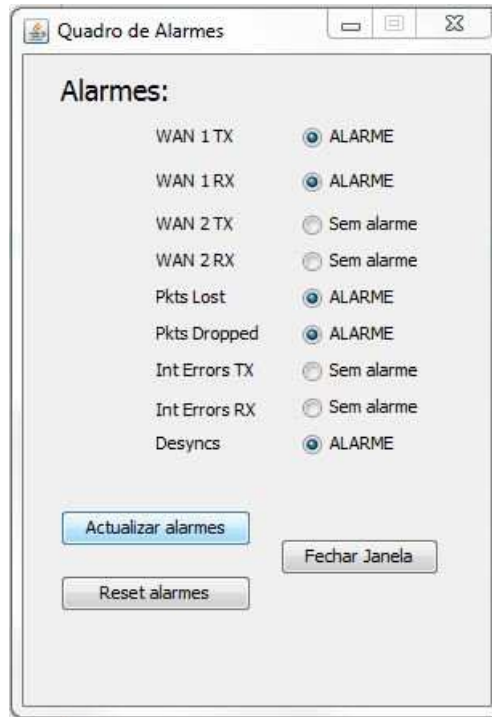 Quadro de Alarmes
Alarmes:
WAN 1 TX ALARME
WAN 1 RX ALARME
WAN 2 TX Sem alarme
WAN 2 RX Sem alarme
Pkts Lost ALARME
Pkts Dropped ALARME
Int Errors TX Sem alarme
Int Errors RX Sem alarme
Desyncs ALARME
Actualizar alarmes
Fechar Janela
Reset alarmes